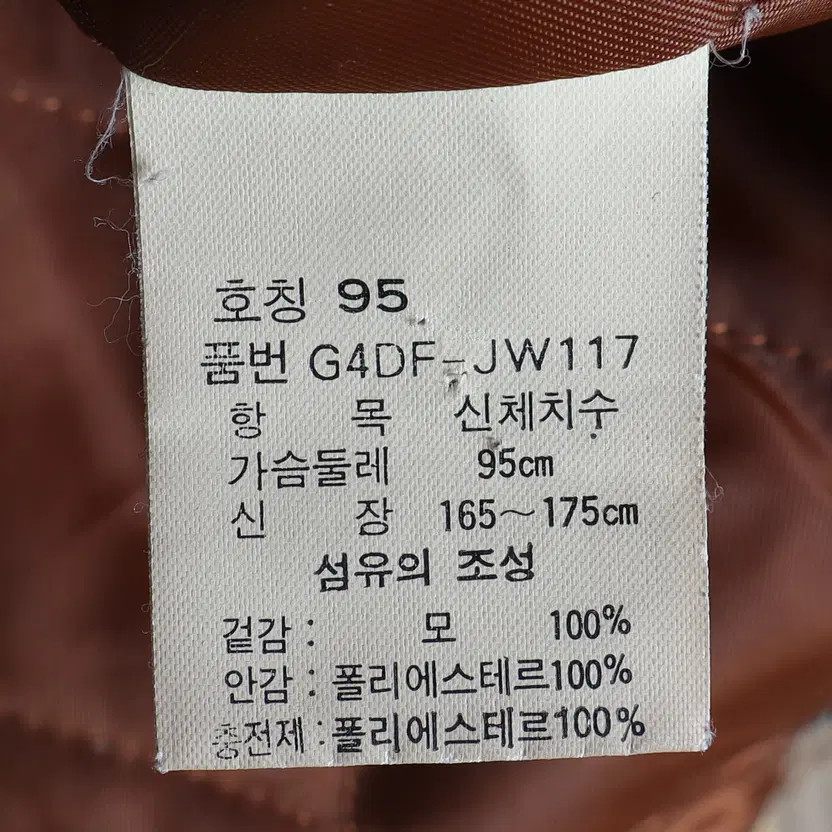 호칭 95
품번 G4DF-JW117
항 목 신체치수
가슴둘레 95cm
신 장 165~175cm
섬유의 조성
겉감 : 모 100%
안감 : 폴리에스테르100%
충전제 : 폴리에스테르100%